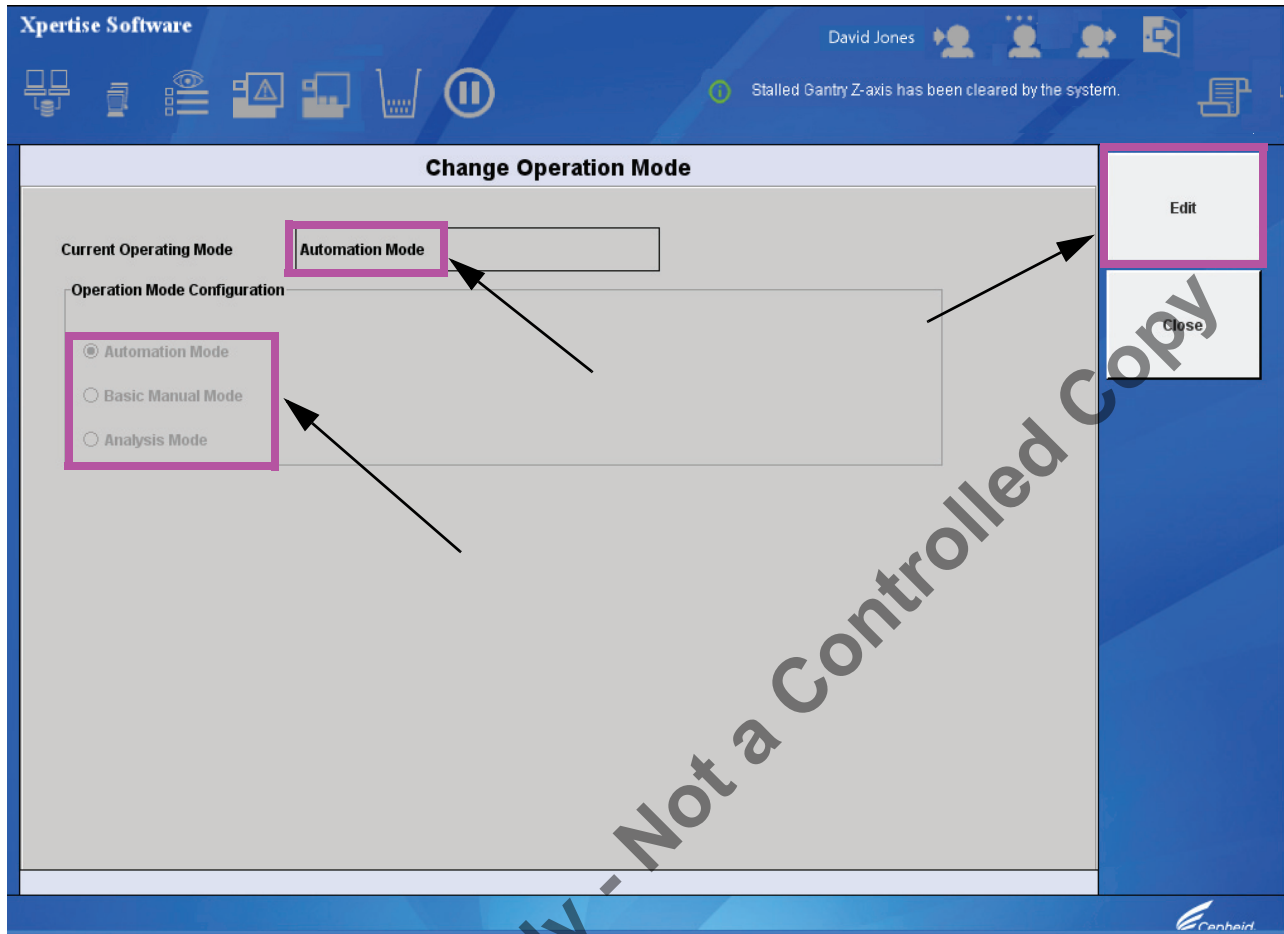 Xpertise Software
David Jones
Stalled Gantry Z-axis has been cleared by the system.
Change Operation Mode
Edit
Current Operating Mode Automation Mode
Operation Mode Configuration
Close
Automation Mode
Basic Manual Mode
Analysis Mode
- Not a Controlled Copy
Cepheid.